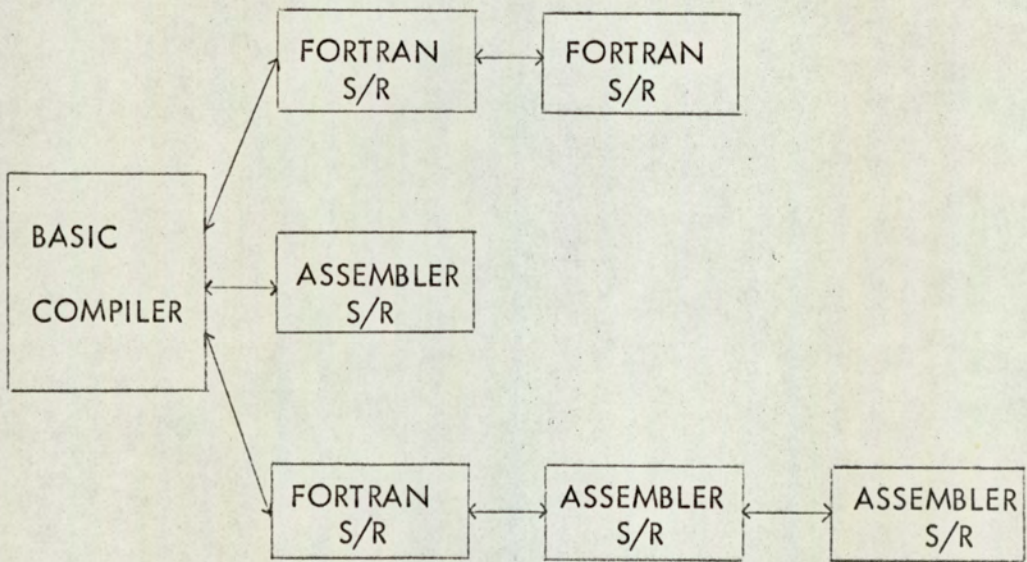 FORTRAN
S/R
FORTRAN
S/R
BASIC
COMPILER
ASSEMBLER
S/R
FORTRAN
S/R
ASSEMBLER
S/R
ASSEMBLER
S/R